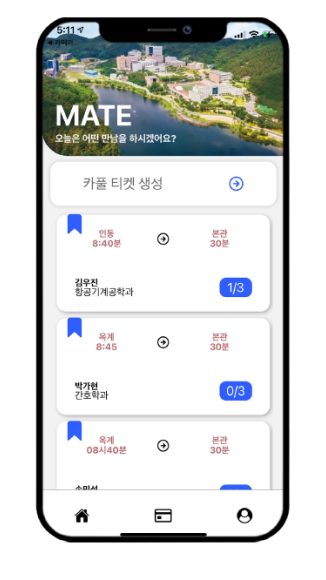 5:11
MATE
오늘은 어떤 만남을 하시겠어요?
카풀 티켓 생성
인동
8:40분
본관
30분
김우진
항공기계공학과
1/3
옥계
8:45
본관
30분
박가현
간호학과
0/3
옥계
08시40분
본관
30분